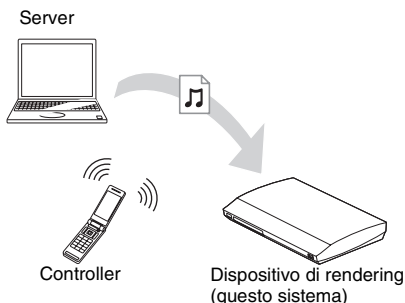 Server
Controller
Dispositivo di rendering
(questo sistema)